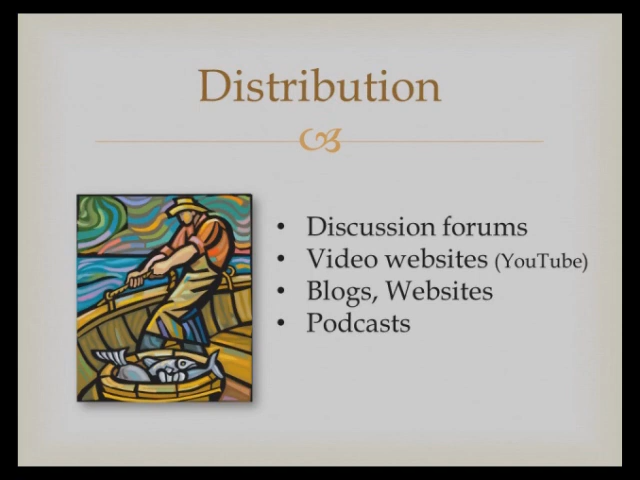 Distribution
• Discussion forums
• Video websites (YouTube)
• Blogs, Websites
• Podcasts